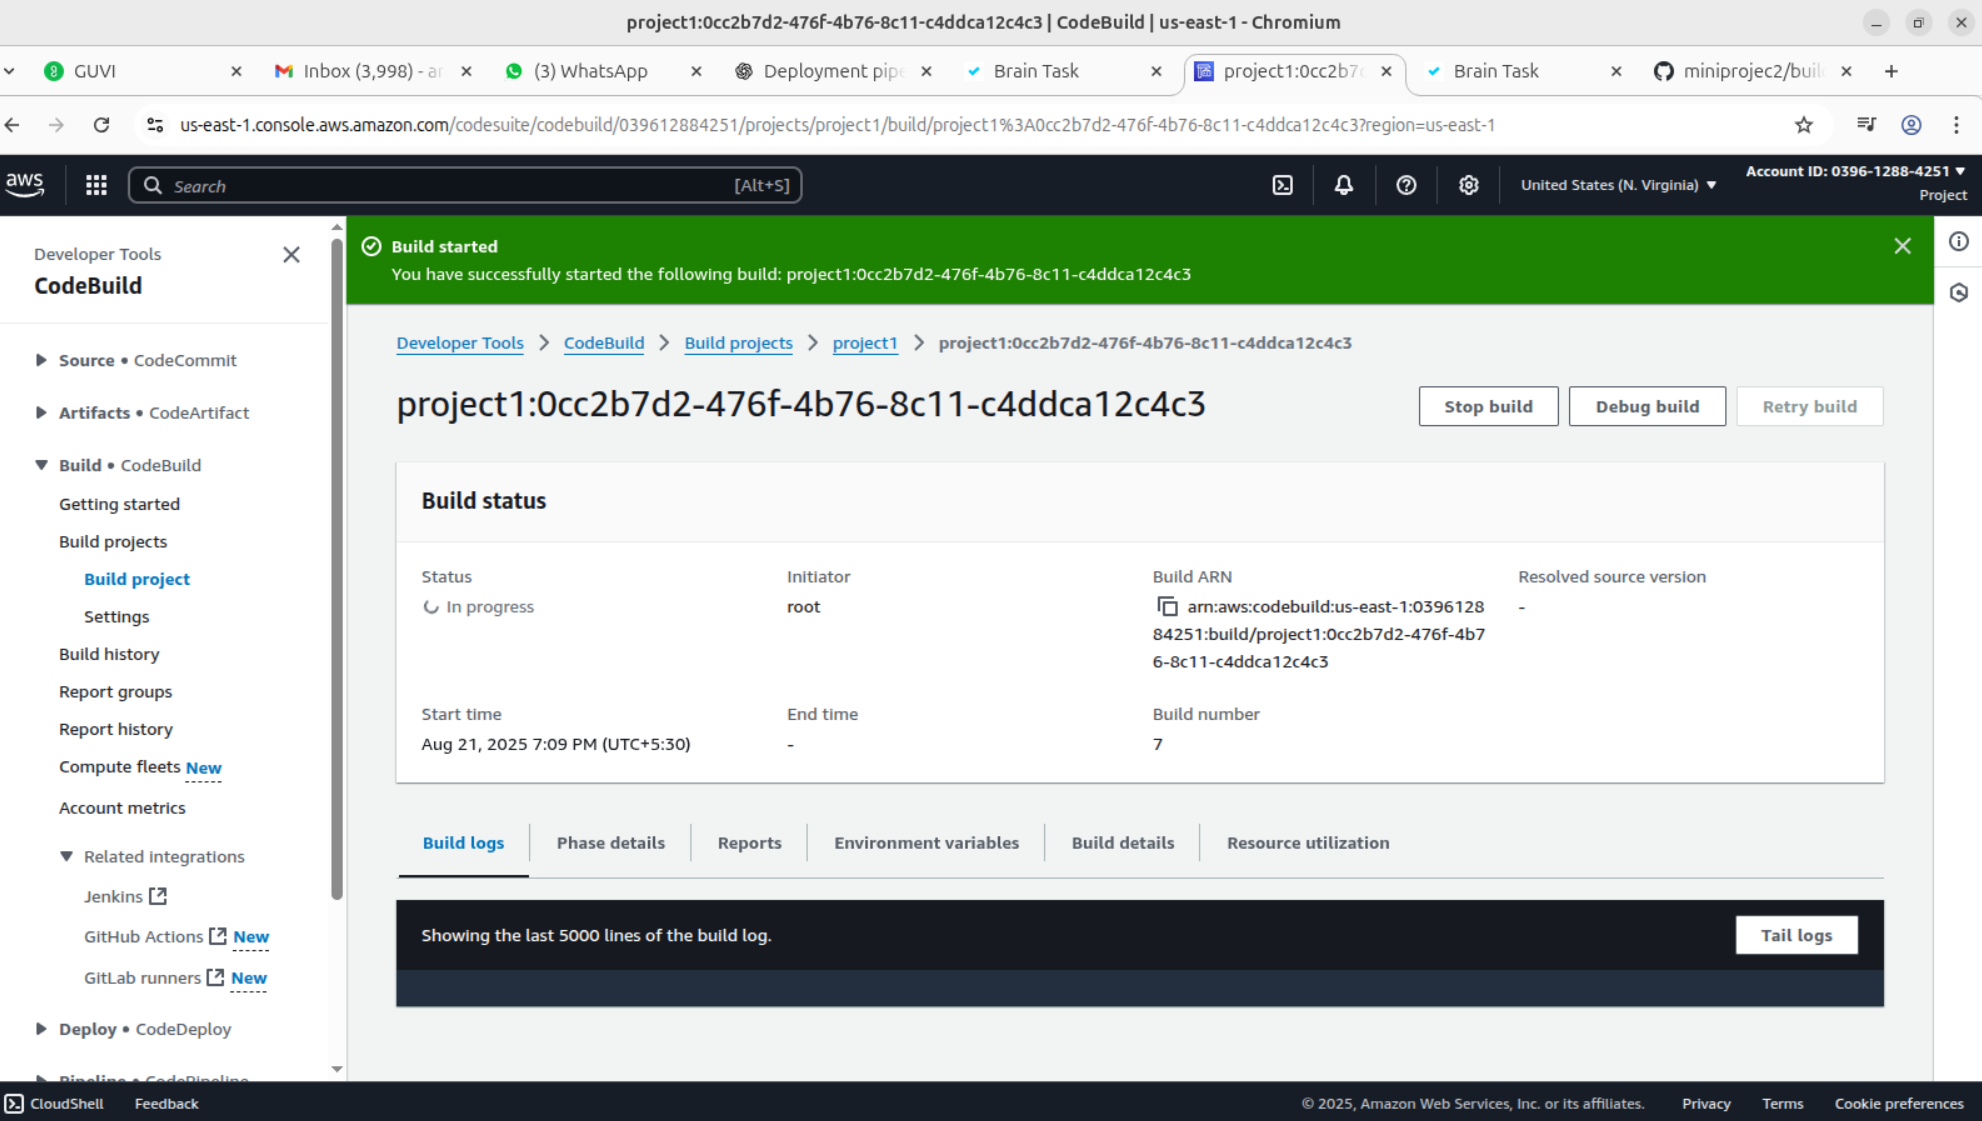 project1:0cc2b7d2-476f-4b76-8c11-c4ddca12c4c3 | CodeBuild | us-east-1 - Chromium
GUVI
Inbox (3,998) - ar
(3) WhatsApp
Deployment pipe
Brain Task
project1:0cc2b7c
Brain Task
miniprojec2/buil
us-east-1.console.aws.amazon.com/codesuite/codebuild/039612884251/projects/project1/build/project1%3A0cc2b7d2-476f-4b76-8c11-c4ddca12c4c3?region=us-east-1
aws
Search
[Alt+S]
United States (N. Virginia)
Account ID: 0396-1288-4251
Project
Developer Tools
CodeBuild
Source • CodeCommit
Artifacts • CodeArtifact
Build • CodeBuild
Getting started
Build projects
Build project
Settings
Build history
Report groups
Report history
Compute fleets New
Account metrics
Related integrations
Jenkins
GitHub Actions New
GitLab runners New
Deploy • CodeDeploy
Pipeline • CodePipeline
Build started
You have successfully started the following build: project1:0cc2b7d2-476f-4b76-8c11-c4ddca12c4c3
Developer Tools
CodeBuild
Build projects
project1
project1:0cc2b7d2-476f-4b76-8c11-c4ddca12c4c3
project1:0cc2b7d2-476f-4b76-8c11-c4ddca12c4c3
Stop build
Debug build
Retry build
Build status
Status
In progress
Initiator
root
Build ARN
arn:aws:codebuild:us-east-1:0396128
84251:build/project1:0cc2b7d2-476f-4b7
6-8c11-c4ddca12c4c3
Resolved source version
-
Start time
Aug 21, 2025 7:09 PM (UTC+5:30)
End time
-
Build number
7
Build logs
Phase details
Reports
Environment variables
Build details
Resource utilization
Showing the last 5000 lines of the build log.
Tail logs
CloudShell
Feedback
© 2025, Amazon Web Services, Inc. or its affiliates.
Privacy
Terms
Cookie preferences